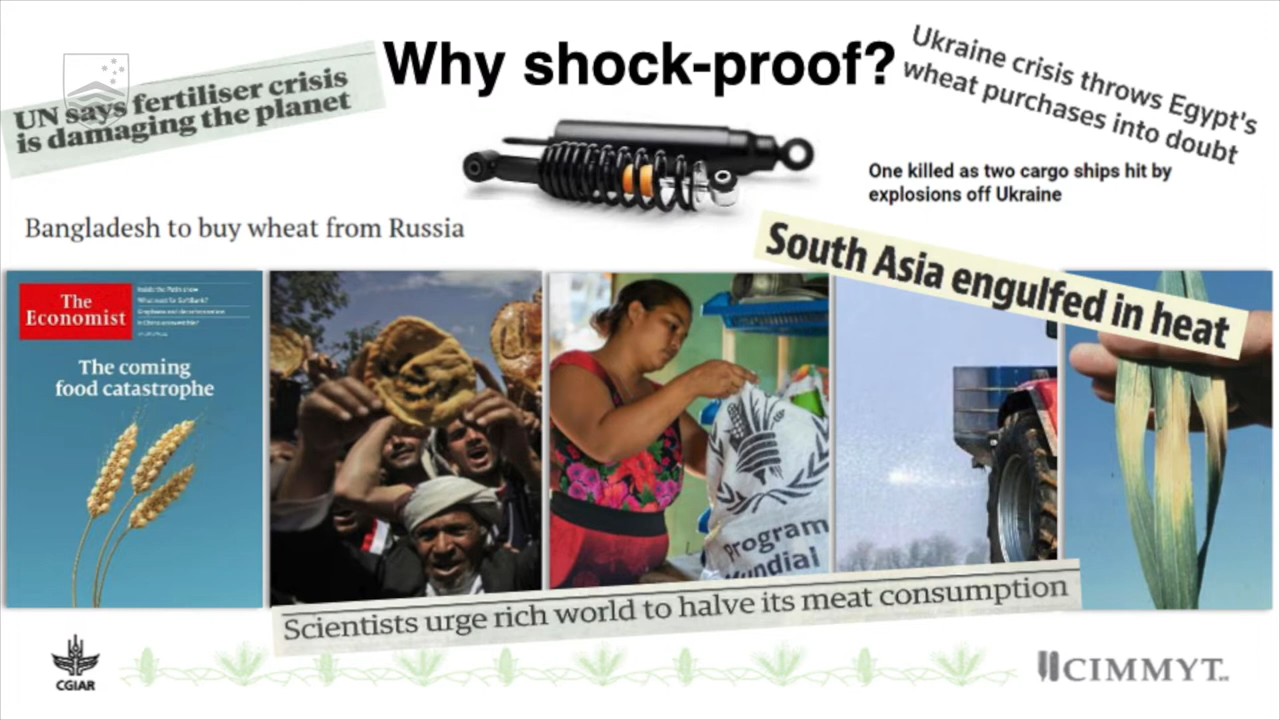 Why shock-proof?
UN says fertiliser crisis
is damaging the planet
Ukraine crisis throws Egypt's
wheat purchases into doubt
One killed as two cargo ships hit by
explosions off Ukraine
Bangladesh to buy wheat from Russia
South Asia engulfed in heat
The
Economist
The coming
food catastrophe
Program
Mundial
Scientists urge rich world to halve its meat consumption
CGIAR
CIMMYT